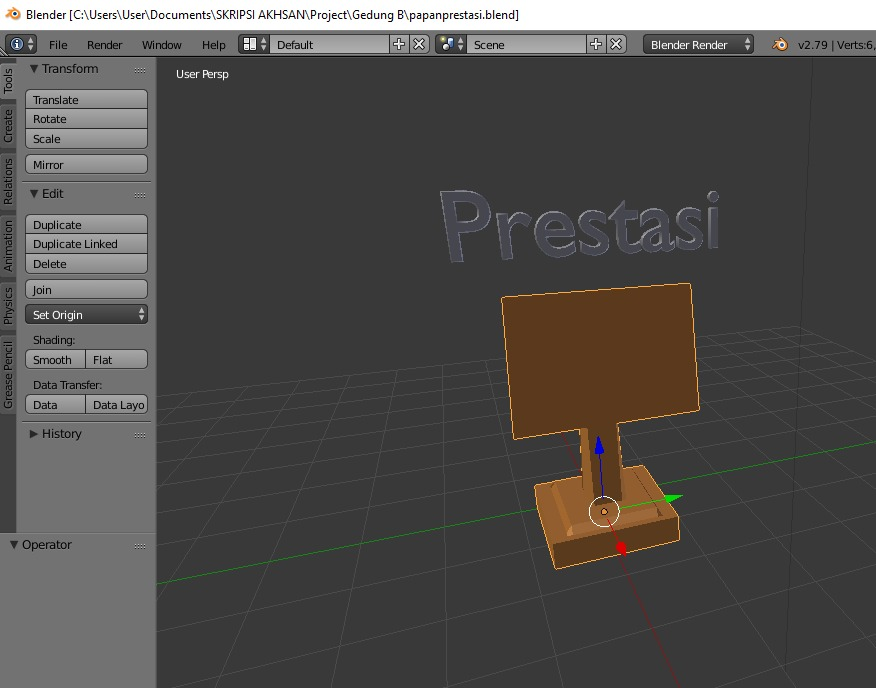 Blender [C:\Users\User\Documents\SKRIPSI AKHSAN\Project\Gedung B\papanprestasi.blend]
File Render Window Help Default Scene Blender Render v2.79 | Verts:6,
Tools
Create
Relations
Animation
Physics
Grease Pencil
Transform
Translate
Rotate
Scale
Mirror
Edit
Duplicate
Duplicate Linked
Delete
Join
Set Origin
Shading:
Smooth Flat
Data Transfer:
Data Data Layo
History
Operator
User Persp
Prestasi